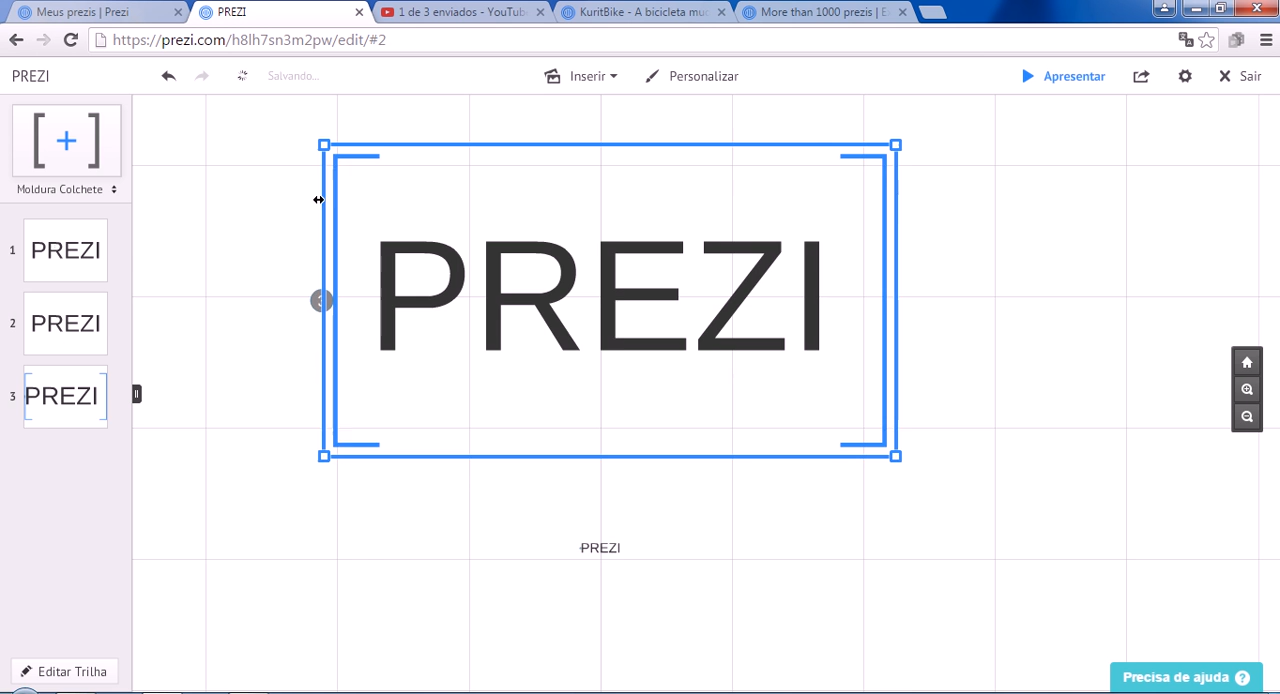 Meus prezis | Prezi
PREZI
1 de 3 enviados - YouTub
KuritBike - A bicicleta muc
More than 1000 prezis | E
https://prezi.com/h8lh7sn3m2pw/edit/#2
PREZI
Salvando...
Inserir
Personalizar
Apresentar
Sair
Moldura Colchete
1
PREZI
2
PREZI
3
PREZI
PREZI
PREZI
Editar Trilha
Precisa de ajuda ?